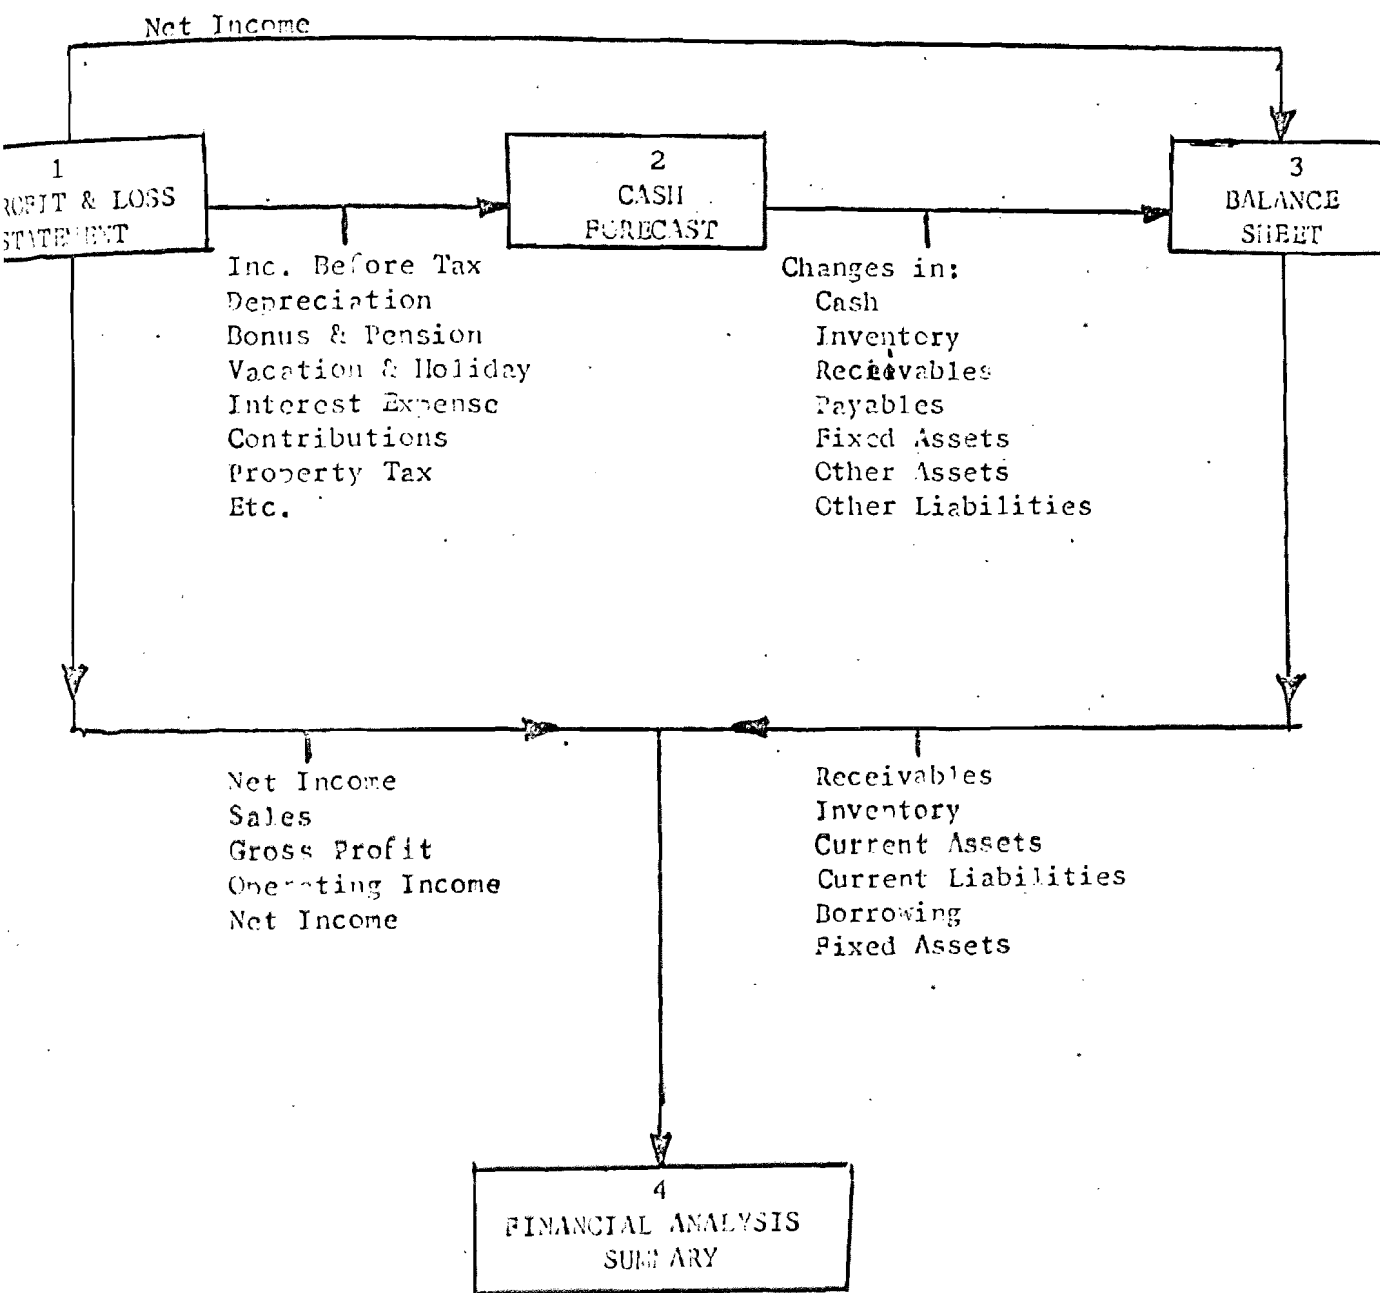 Net Income
1
ROFIT & LOSS
STATEMENT
2
CASH
FORECAST
3
BALANCE
SHEET
Inc. Before Tax
Depreciation
Bonus & Pension
Vacation & Holiday
Interest Expense
Contributions
Property Tax
Etc.
Changes in:
Cash
Inventory
Receivables
Payables
Fixed Assets
Other Assets
Other Liabilities
Net Income
Sales
Gross Profit
Operating Income
Net Income
Receivables
Inventory
Current Assets
Current Liabilities
Borrowing
Fixed Assets
4
FINANCIAL ANALYSIS
SUMMARY